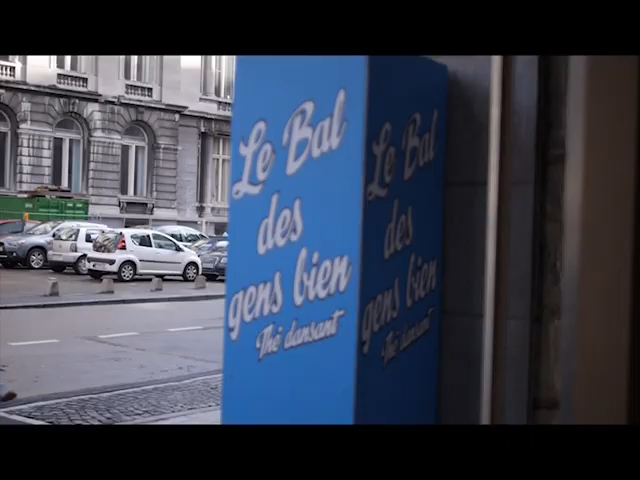 Le Bal
des
gens bien
Thé dansant
Le Bal
des
gens bien
Thé dansant